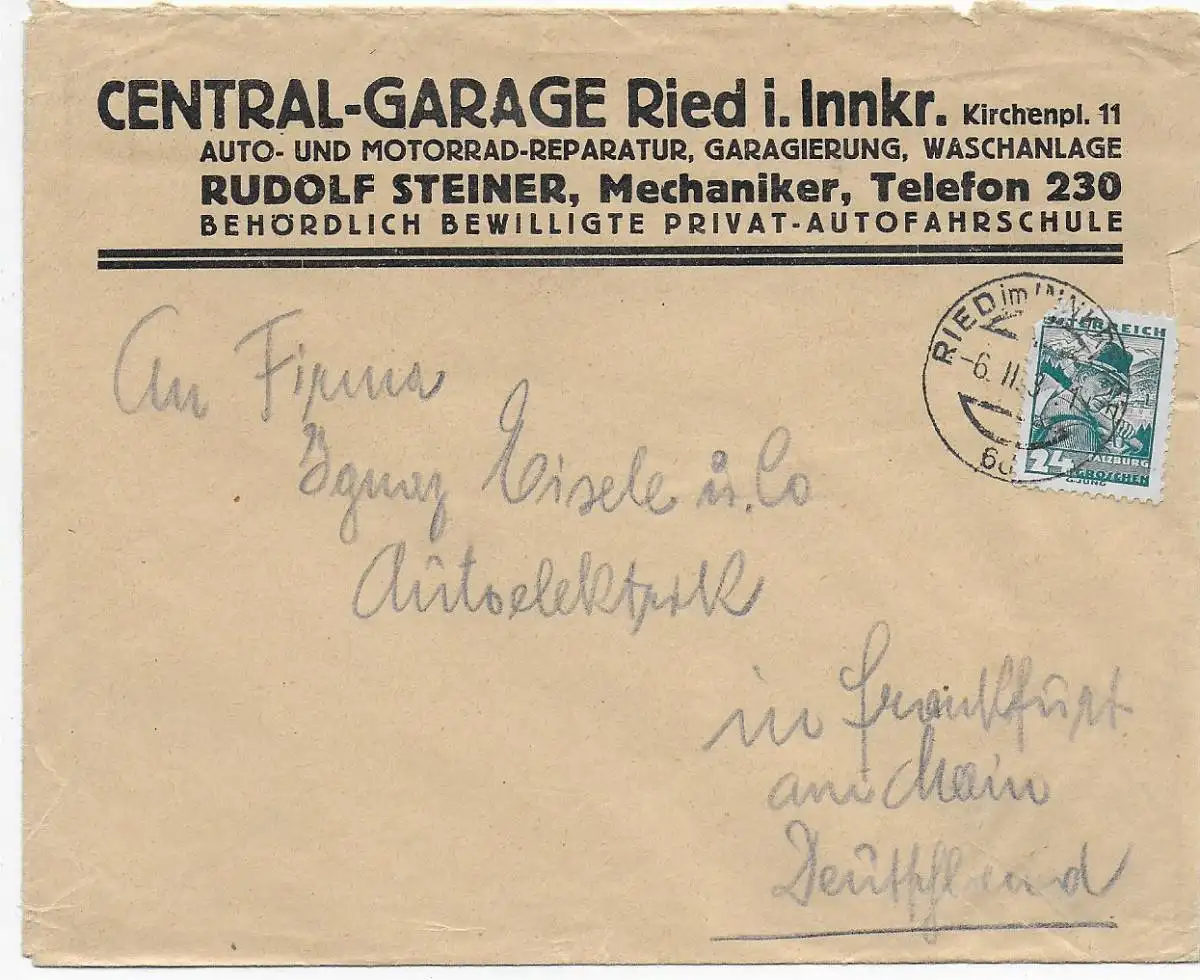 CENTRAL-GARAGE Ried i. Innkr. Kirchenpl. 11
AUTO- UND MOTORRAD-REPARATUR, GARAGIERUNG, WASCHANLAGE
RUDOLF STEINER, Mechaniker, Telefon 230
BEHÖRDLICH BEWILLIGTE PRIVAT-AUTOFAHRSCHULE
RIED im INNKR
-6. II.
ÖSTERREICH
24 SALZBURG
GROSCHEN
An Firma
Ignaz Eisele u. Co
Autoelektrik
in Frankfurt
am Main
Deutschland